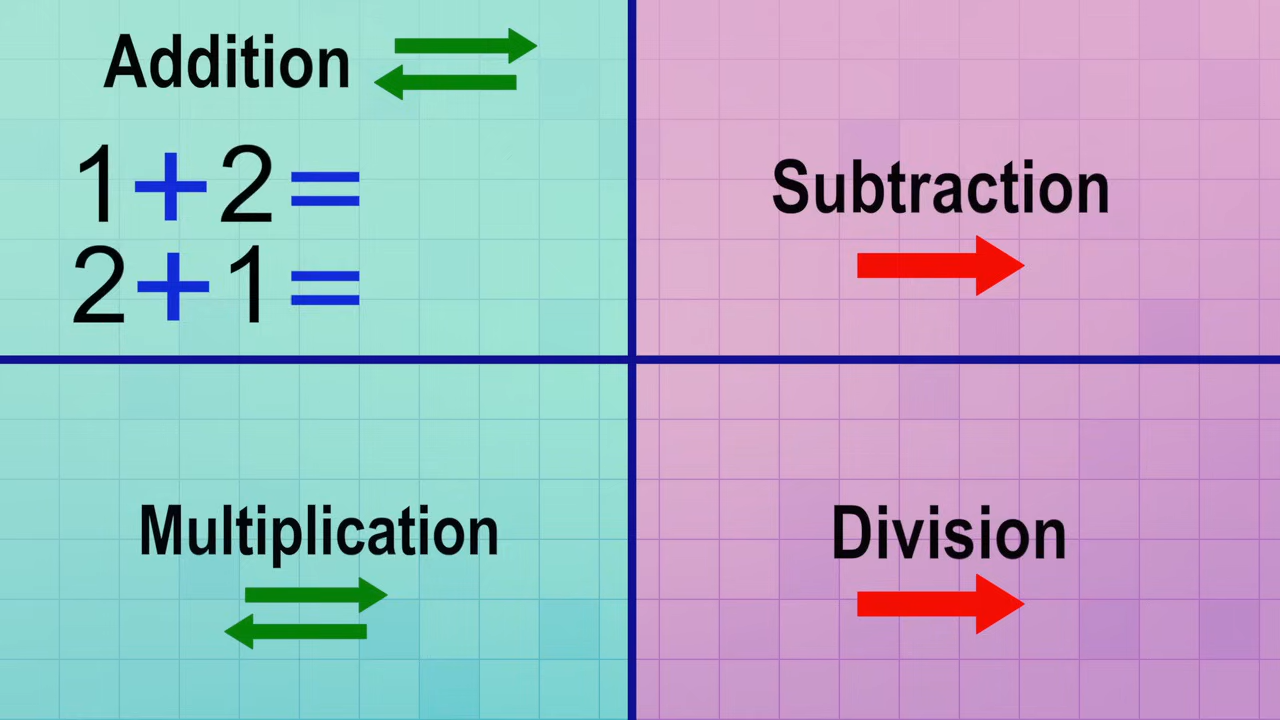 Addition
1+2=
2+1=
Subtraction
Multiplication
Division